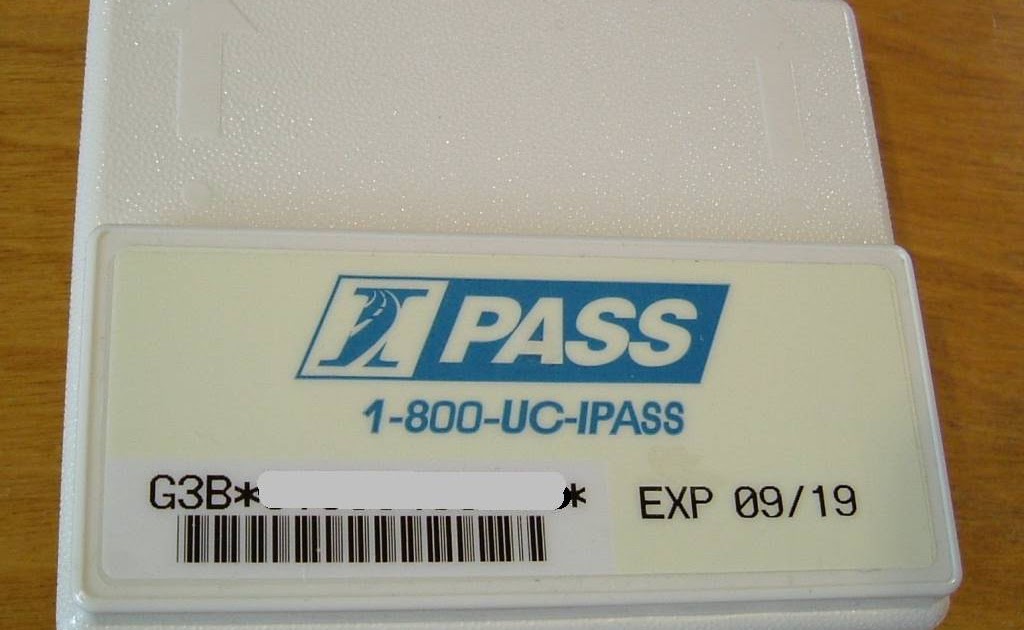 I PASS
1-800-UC-IPASS
G3B* *
EXP 09/19